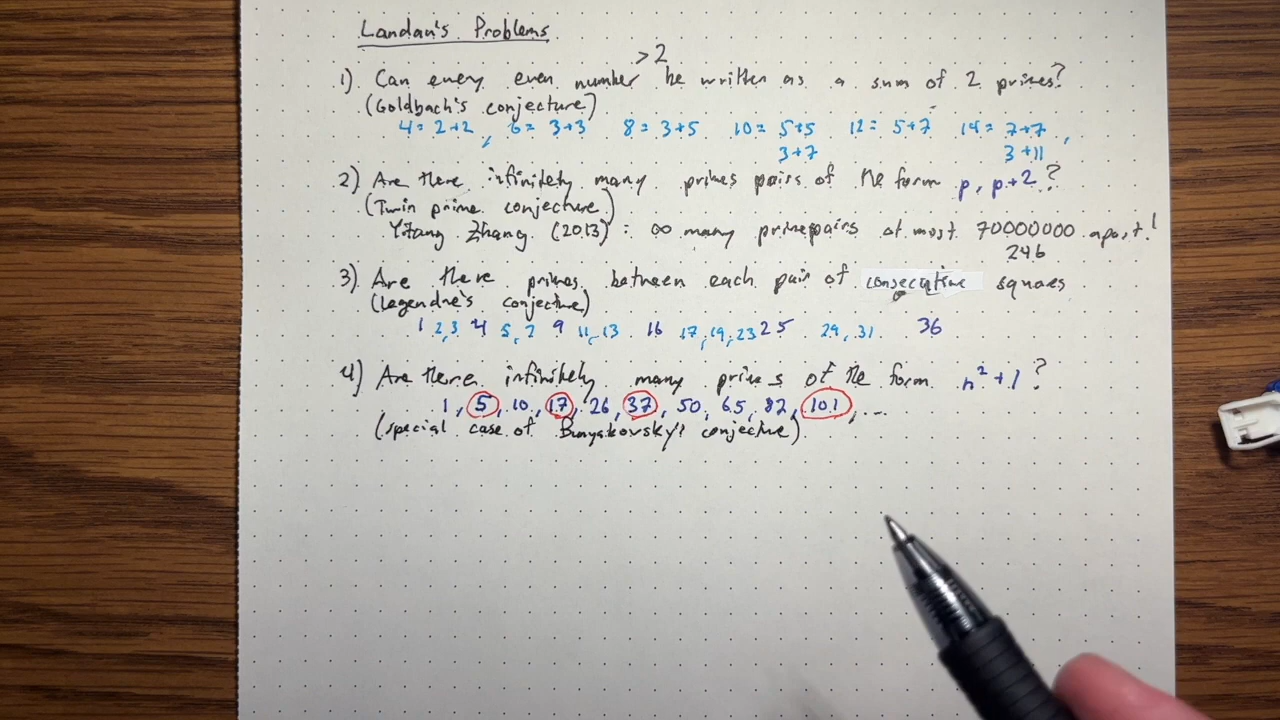 Landau's Problems
>2
1) Can every even number be written as a sum of 2 primes?
(Goldbach's conjecture)
4 = 2+2, 6 = 3+3 8 = 3+5 10 = 5+5 12 = 5+7 14 = 7+7,
3+7 3+11
2) Are there infinitely many primes pairs of the form p, p+2?
(Twin prime conjecture)
Yitang Zhang (2013): ∞ many prime pairs at most 70000000 apart!
246
3) Are there primes between each pair of consecutive squares
(Legendre's conjecture)
1 2,3 4 5,7 9 11,13 16 17,19,23 25 29,31 36
4) Are there infinitely many primes of the form n²+1?
1, 5, 10, 17, 26, 37, 50, 65, 82, 101, ...
(special case of Bunyakovsky's conjecture)